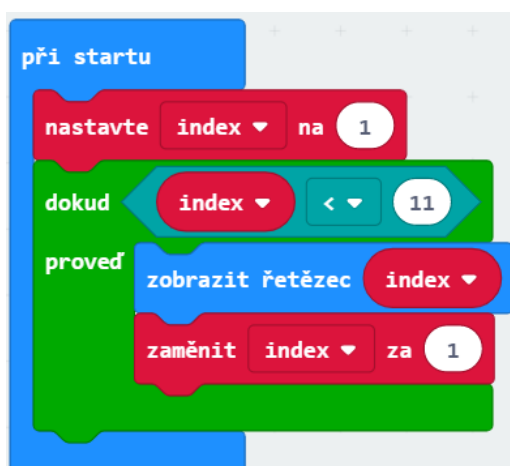 při startu
nastavte index na 1
dokud index < 11
proveď
zobrazit řetězec index
zaměnit index za 1